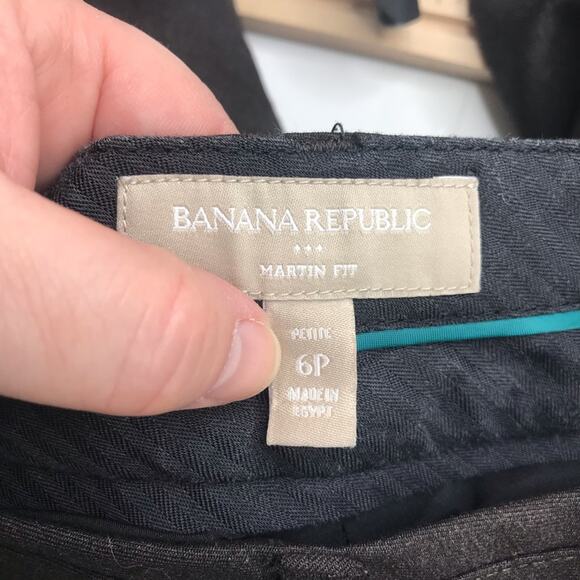 BANANA REPUBLIC
MARTIN FIT
PETITE
6P
MADE IN
EGYPT